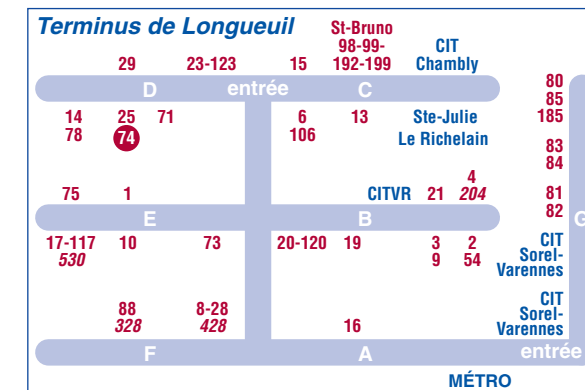 Terminus de Longueuil
St-Bruno
98-99-
192-199
CIT
Chambly
29 23-123 15
D entrée C
80
85
185
14 25 71 6 13 Ste-Julie
78 74 106 Le Richelain
83
84
4
75 1 CITVR 21 204
81
82
E B G
17-117 10 73 20-120 19 3 2
530 9 54
CIT
Sorel-
Varennes
88 8-28
328 428 16
CIT
Sorel-
Varennes
F A entrée
MÉTRO